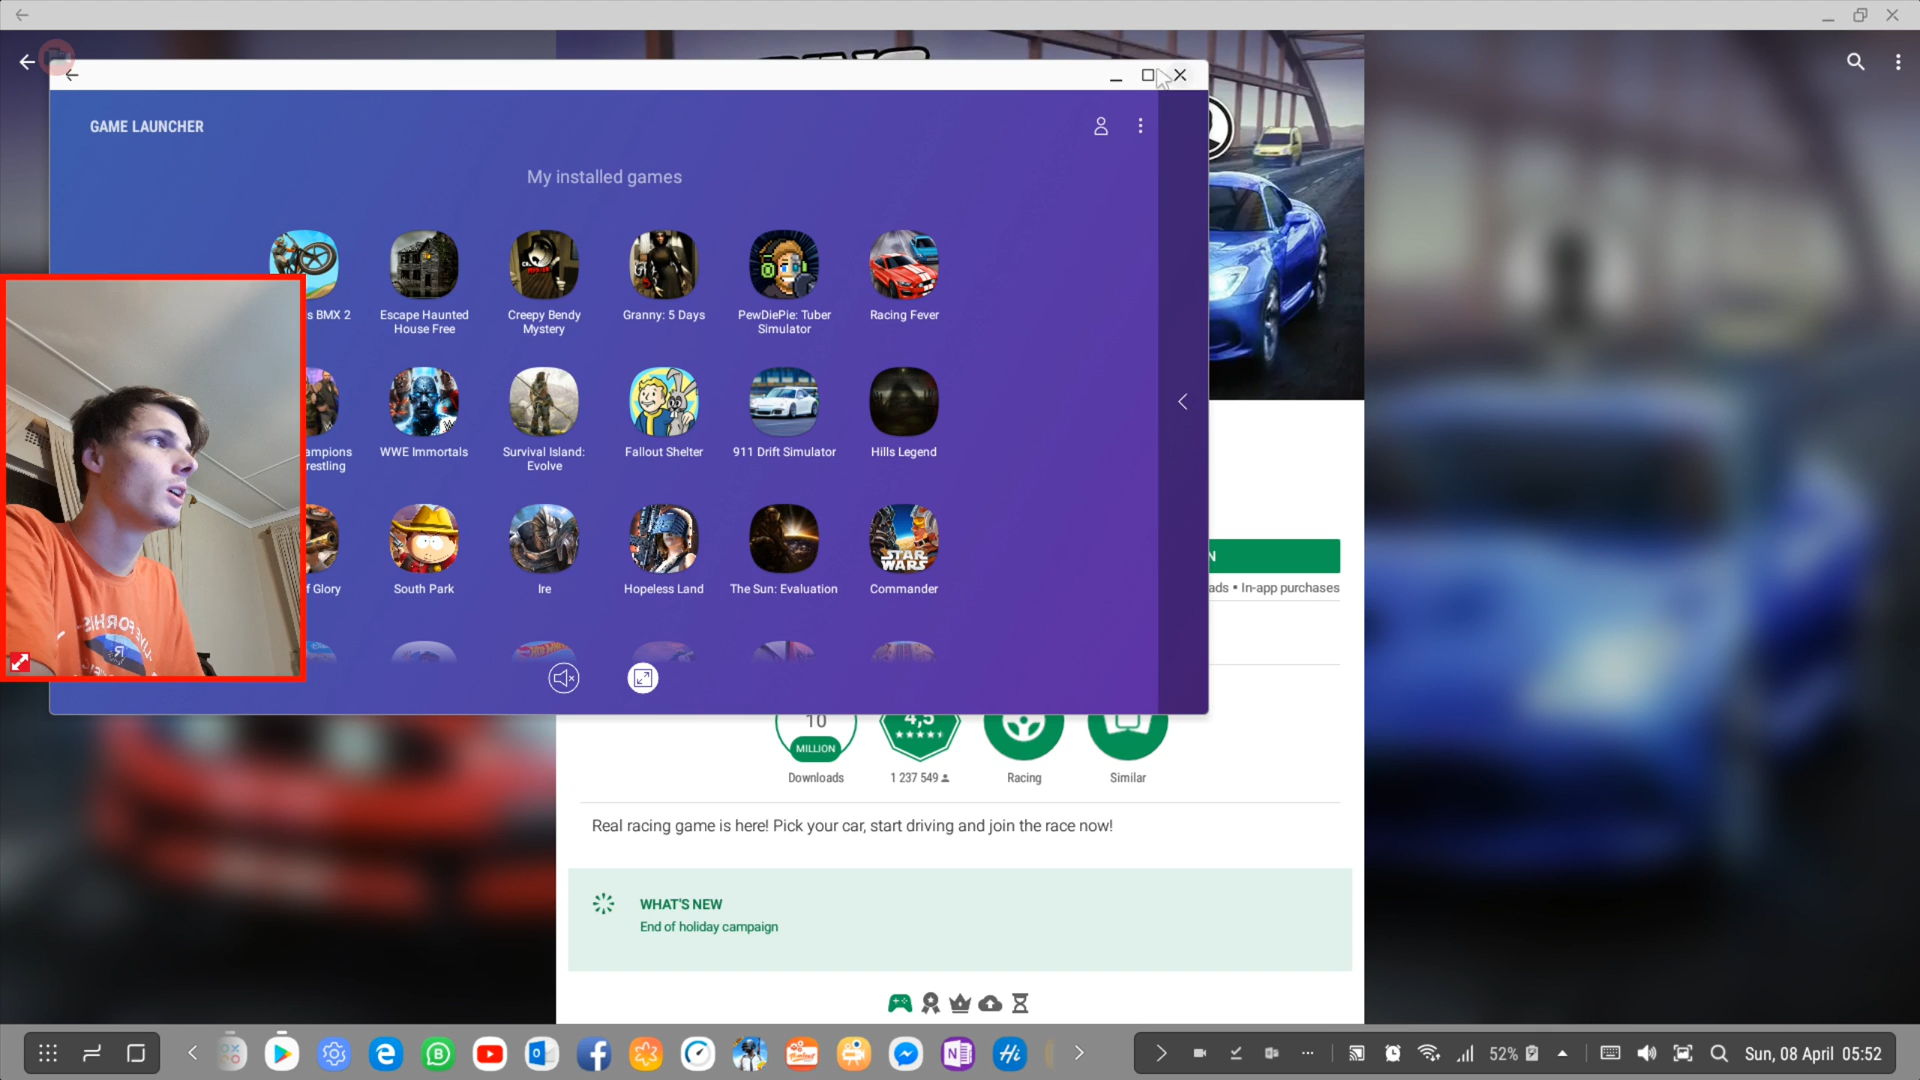 GAME LAUNCHER
My installed games
s BMX 2
Escape Haunted
House Free
Creepy Bendy
Mystery
Granny: 5 Days
PewDiePie: Tuber
Simulator
Racing Fever
ampions
restling
WWE Immortals
Survival Island:
Evolve
Fallout Shelter
911 Drift Simulator
Hills Legend
f Glory
South Park
Ire
Hopeless Land
The Sun: Evaluation
STAR
WARS
Commander
N
ads • In-app purchases
10
MILLION
Downloads
4,5
1 237 549
Racing
Similar
Real racing game is here! Pick your car, start driving and join the race now!
WHAT'S NEW
End of holiday campaign
Hi
52%
Sun, 08 April 05:52